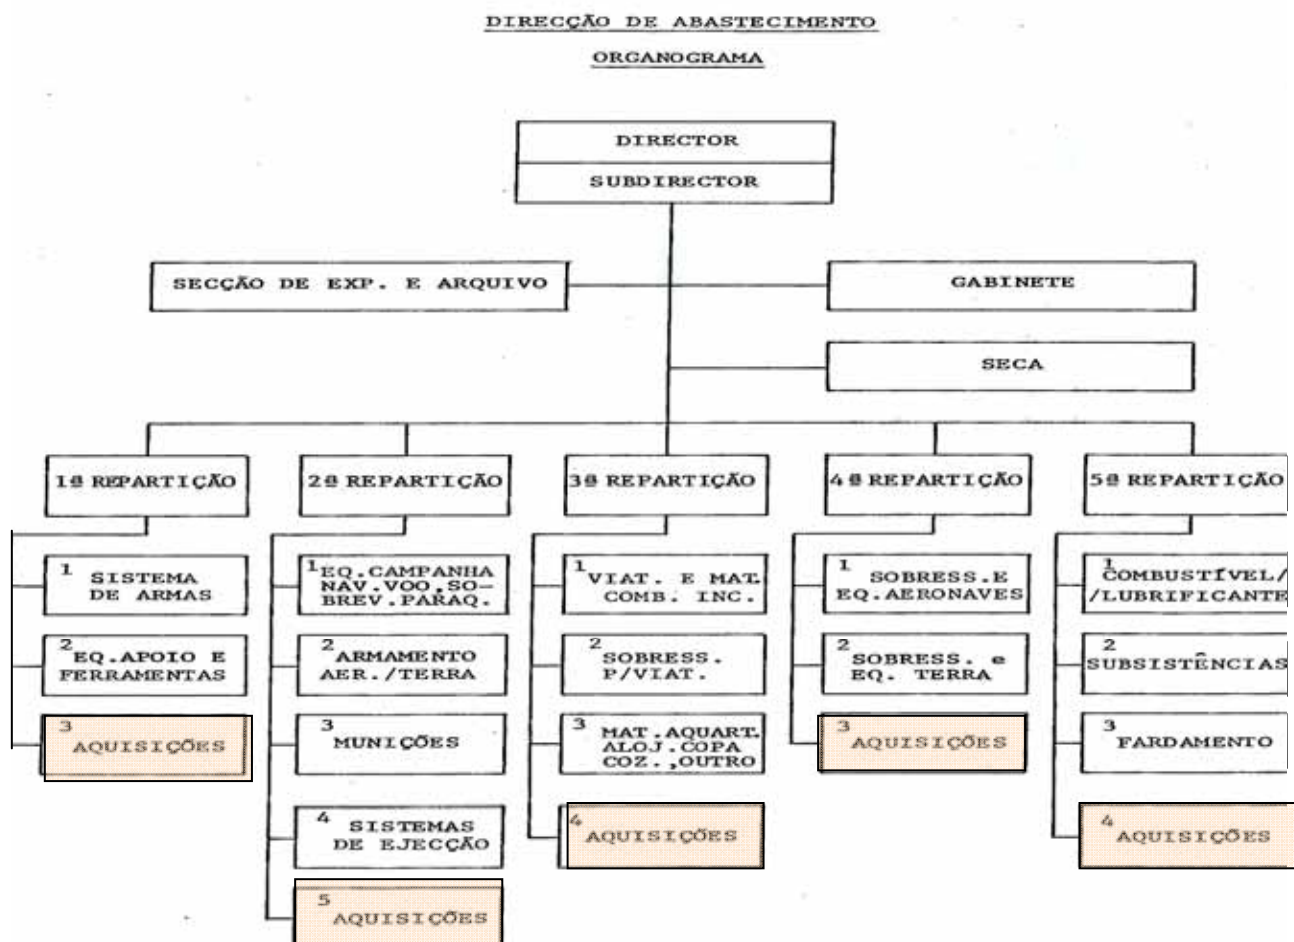 DIRECÇÃO DE ABASTECIMENTO
ORGANOGRAMA
DIRECTOR
SUBDIRECTOR
SECÇÃO DE EXP. E ARQUIVO
GABINETE
SECA
1ª REPARTIÇÃO
2ª REPARTIÇÃO
3ª REPARTIÇÃO
4ª REPARTIÇÃO
5ª REPARTIÇÃO
1 SISTEMA
DE ARMAS
2 EQ.APOIO E
FERRAMENTAS
3 AQUISIÇÕES
1 EQ.CAMPANHA
NAV.VOO,SO-
BREV.PARAQ.
2 ARMAMENTO
AER./TERRA
3 MUNIÇÕES
4 SISTEMAS
DE EJECÇÃO
5 AQUISIÇÕES
1 VIAT. E MAT.
COMB. INC.
2 SOBRESS.
P/VIAT.
3 MAT.AQUART.
ALOJ.COPA
COZ.,OUTRO
4 AQUISIÇÕES
1 SOBRESS.E
EQ.AERONAVES
2 SOBRESS. e
EQ. TERRA
3 AQUISIÇÕES
1 COMBUSTÍVEL/
/LUBRIFICANTE
2 SUBSISTÊNCIAS
3 FARDAMENTO
4 AQUISIÇÕES